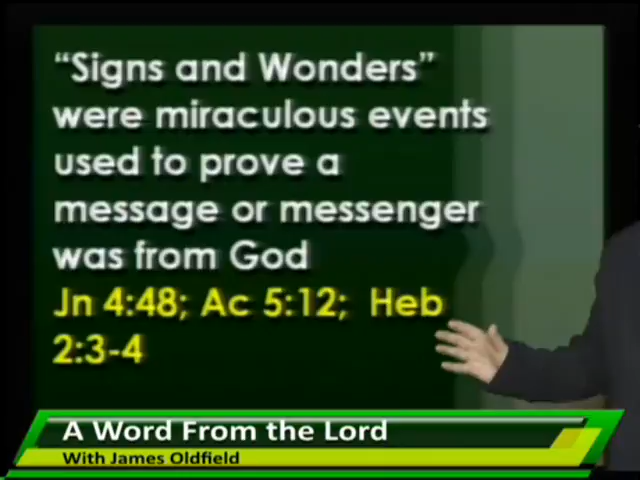 “Signs and Wonders”
were miraculous events
used to prove a
message or messenger
was from God
Jn 4:48; Ac 5:12; Heb
2:3-4
A Word From the Lord
With James Oldfield